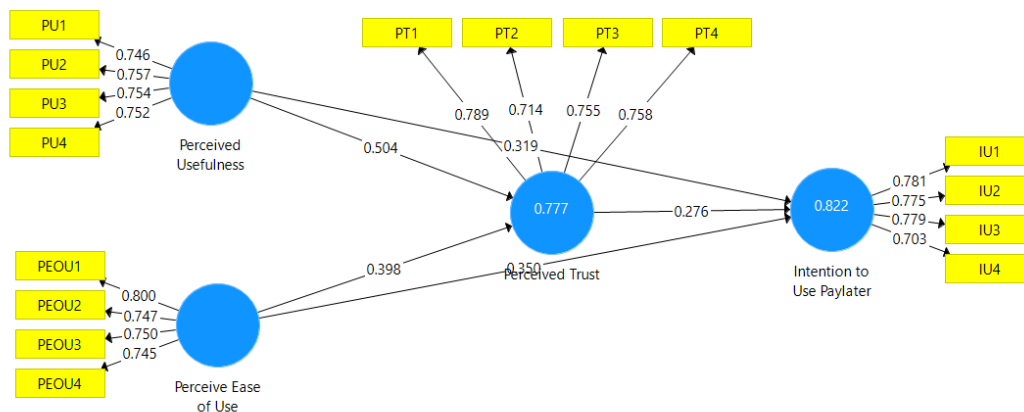 PU1
PU2
PU3
PU4
0.746
0.757
0.754
0.752
Perceived
Usefulness
PT1
PT2
PT3
PT4
0.789
0.714
0.755
0.758
0.504
0.319
0.777
Perceived Trust
0.276
0.398
0.350
PEOU1
PEOU2
PEOU3
PEOU4
0.800
0.747
0.750
0.745
Perceive Ease
of Use
0.822
Intention to
Use Paylater
0.781
0.775
0.779
0.703
IU1
IU2
IU3
IU4